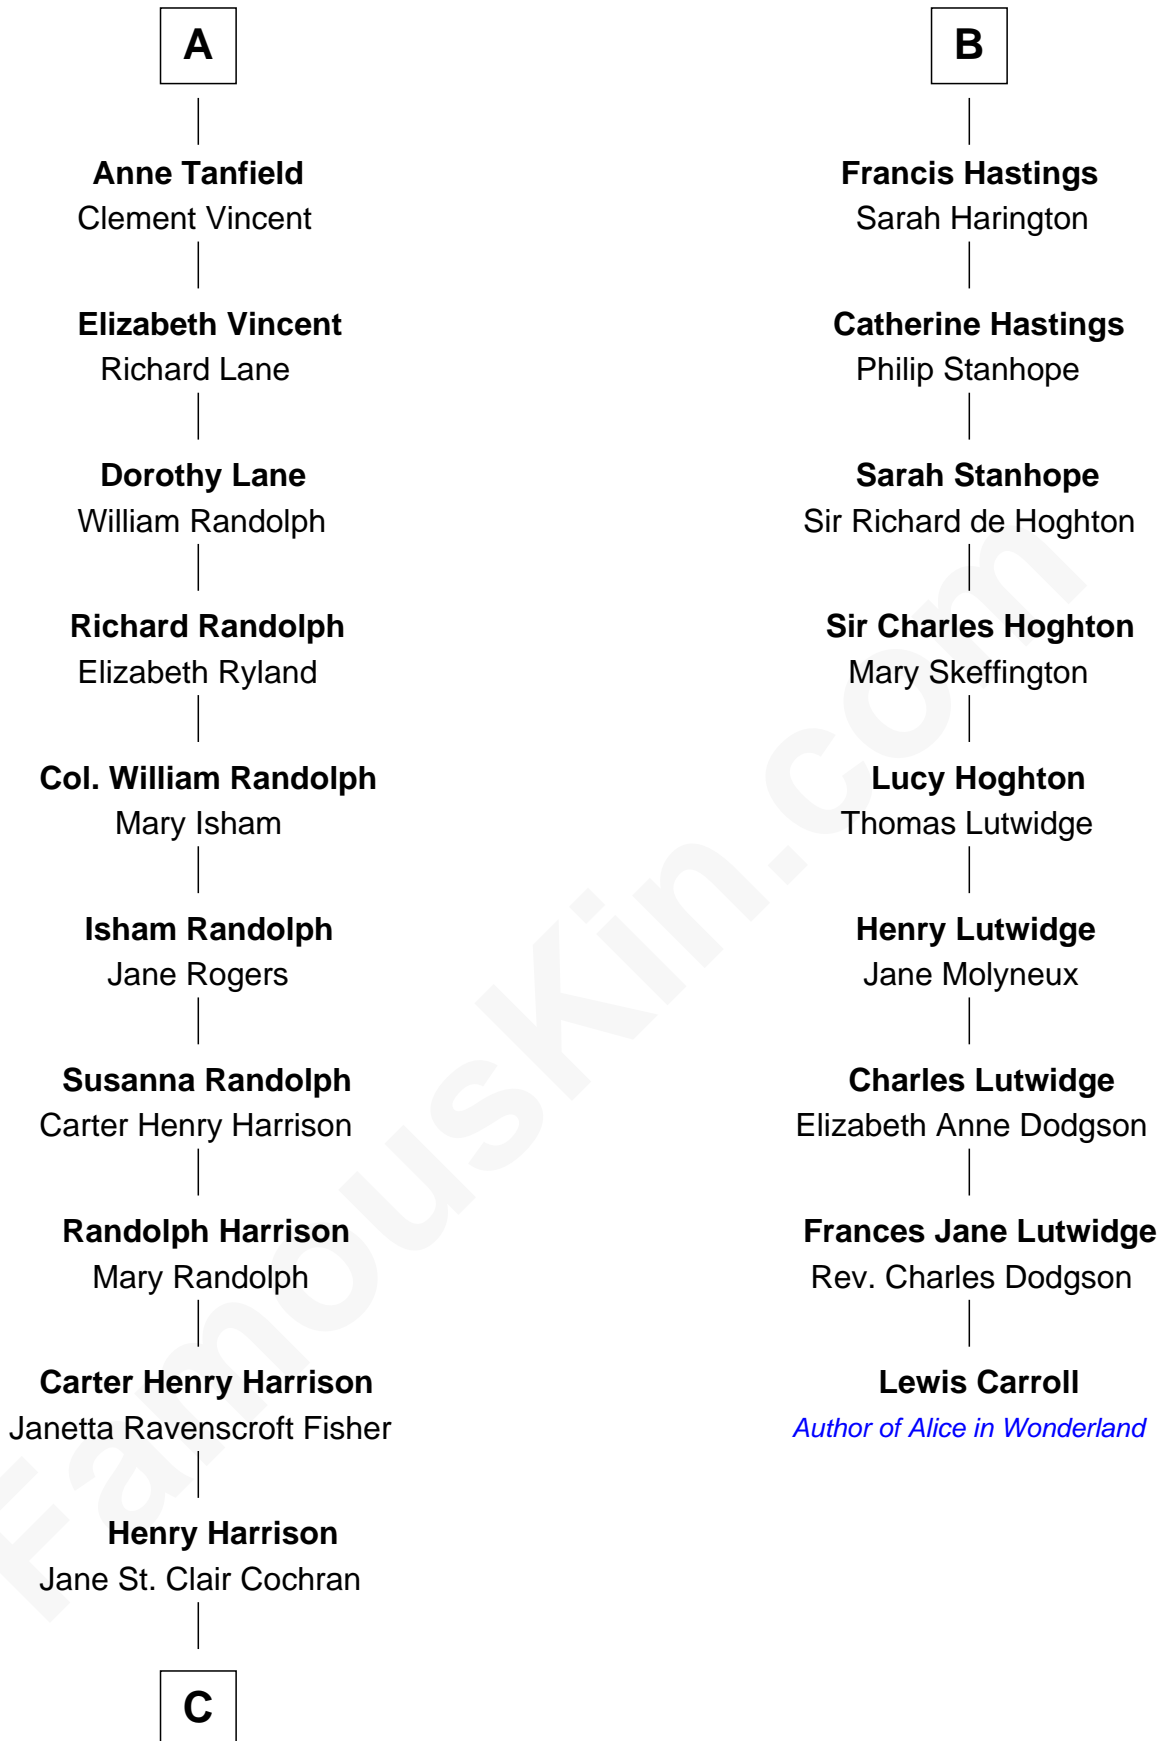 A
Anne Tanfield
Clement Vincent
Elizabeth Vincent
Richard Lane
Dorothy Lane
William Randolph
Richard Randolph
Elizabeth Ryland
Col. William Randolph
Mary Isham
Isham Randolph
Jane Rogers
Susanna Randolph
Carter Henry Harrison
Randolph Harrison
Mary Randolph
Carter Henry Harrison
Janetta Ravenscroft Fisher
Henry Harrison
Jane St. Clair Cochran
C
B
Francis Hastings
Sarah Harington
Catherine Hastings
Philip Stanhope
Sarah Stanhope
Sir Richard de Hoghton
Sir Charles Hoghton
Mary Skeffington
Lucy Hoghton
Thomas Lutwidge
Henry Lutwidge
Jane Molyneux
Charles Lutwidge
Elizabeth Anne Dodgson
Frances Jane Lutwidge
Rev. Charles Dodgson
Lewis Carroll
Author of Alice in Wonderland
FamousKin.com